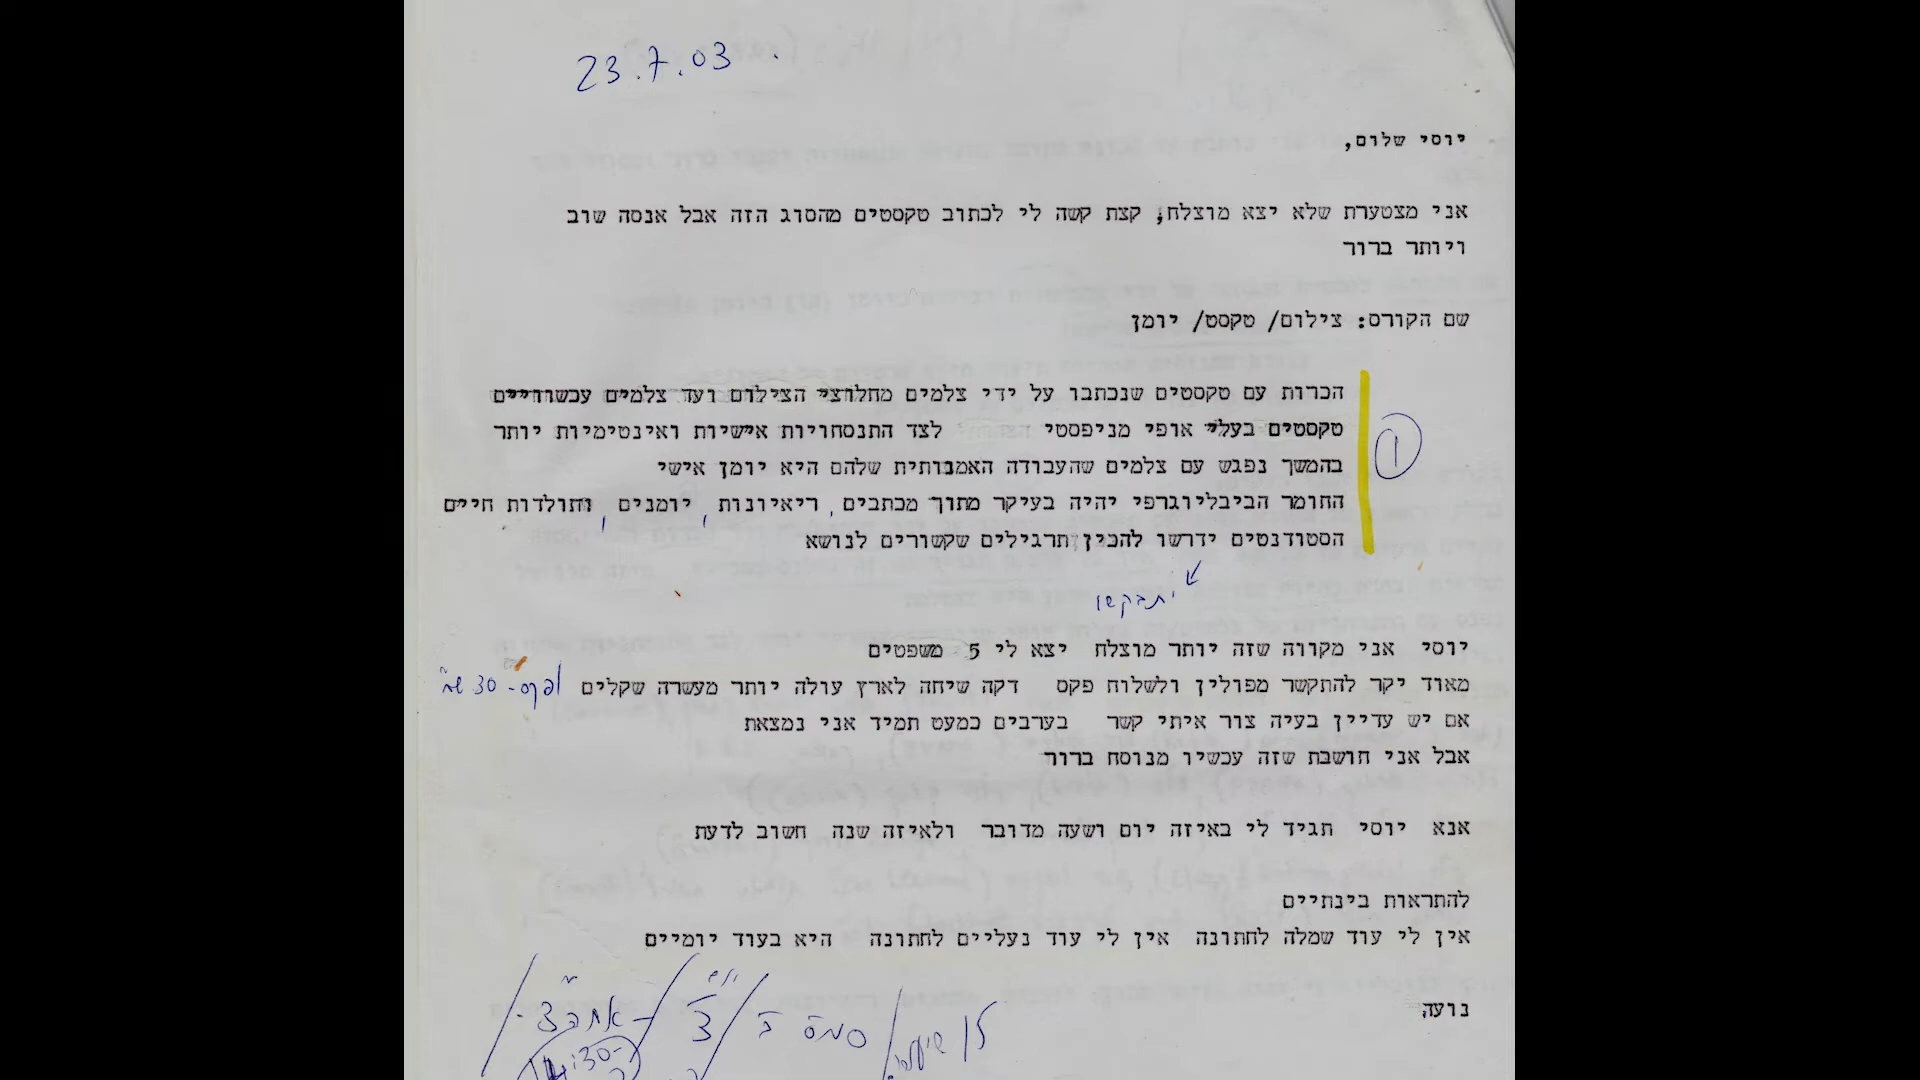 23.7.03
יוסי שלום,
אני מצטערת שלא יצא מוצלח, קצת קשה לי לכתוב טקסטים מהסוג הזה אבל אנסה שוב
ויותר ברור
שם הקורס: צילום/ טקסט/ יומן
הכרות עם טקסטים שנכתבו על ידי צלמים מחלוצי הצילום ועד צלמים עכשוויים
טקסטים בעלי אופי מניפסטי לצד התנסחויות אישיות ואינטימיות יותר
בהמשך נפגש עם צלמים שהעבודה האמנותית שלהם היא יומן אישי
החומר הביבליוגרפי יהיה בעיקר מתוך מכתבים, ריאיונות, יומנים, ותולדות חיים
הסטודנטים ידרשו להכין תרגילים שקשורים לנושא
1
יתבקשו
יוסי אני מקווה שזה יותר מוצלח יצא לי 5 משפטים
מאוד יקר להתקשר מפולין ולשלוח פקס דקה שיחה לארץ עולה יותר מעשרה שקלים ופקס - 30 ש"ח
אם יש עדיין בעיה צור איתי קשר בערבים כמעט תמיד אני נמצאת
אבל אני חושבת שזה עכשיו מנוסח ברור
אנא יוסי תגיד לי באיזה יום ושעה מדובר ולאיזה שנה חשוב לדעת
להתראות בינתיים
אין לי עוד שמלה לחתונה אין לי עוד נעליים לחתונה היא בעוד יומיים
נועה